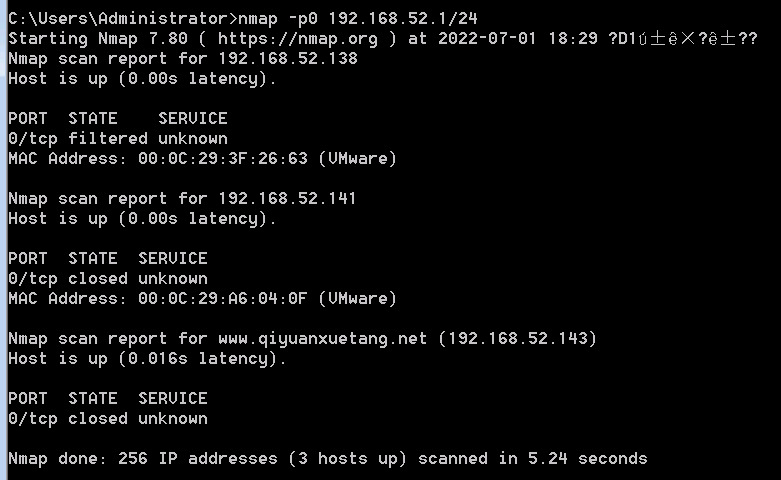 C:\Users\Administrator>nmap -p0 192.168.52.1/24
Starting Nmap 7.80 ( https://nmap.org ) at 2022-07-01 18:29 ?D1ú±ê×?ê±??
Nmap scan report for 192.168.52.138
Host is up (0.00s latency).
PORT STATE SERVICE
0/tcp filtered unknown
MAC Address: 00:0C:29:3F:26:63 (VMware)
Nmap scan report for 192.168.52.141
Host is up (0.00s latency).
PORT STATE SERVICE
0/tcp closed unknown
MAC Address: 00:0C:29:A6:04:0F (VMware)
Nmap scan report for www.qiyuanxuetang.net (192.168.52.143)
Host is up (0.016s latency).
PORT STATE SERVICE
0/tcp closed unknown
Nmap done: 256 IP addresses (3 hosts up) scanned in 5.24 seconds